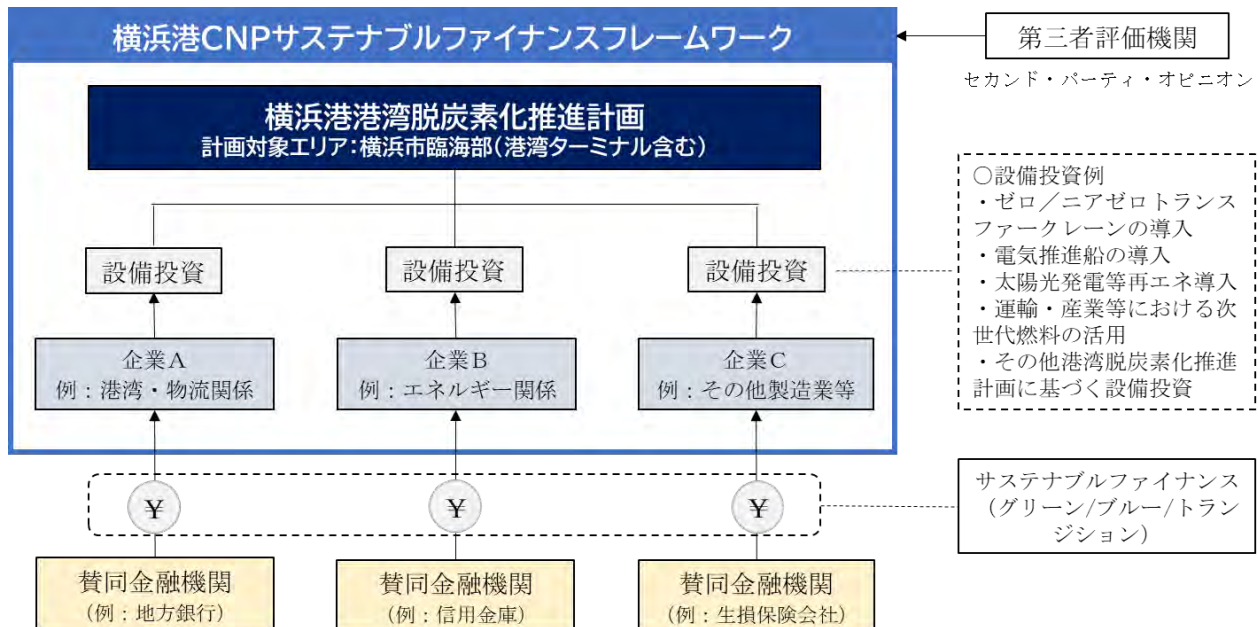 横浜港CNPサステナブルファイナンスフレームワーク
第三者評価機関
セカンド・パーティ・オピニオン
横浜港港湾脱炭素化推進計画
計画対象エリア:横浜市臨海部(港湾ターミナル含む)
○設備投資例
・ゼロ／ニアゼロトランス
ファークレーンの導入
・電気推進船の導入
・太陽光発電等再エネ導入
・運輸・産業等における次
世代燃料の活用
・その他港湾脱炭素化推進
計画に基づく設備投資
設備投資
設備投資
設備投資
企業A
例：港湾・物流関係
企業B
例：エネルギー関係
企業C
例：その他製造業等
サステナブルファイナンス
（グリーン/ブルー/トラン
ジション）
¥
¥
¥
賛同金融機関
(例：地方銀行)
賛同金融機関
(例：信用金庫)
賛同金融機関
(例：生損保険会社)